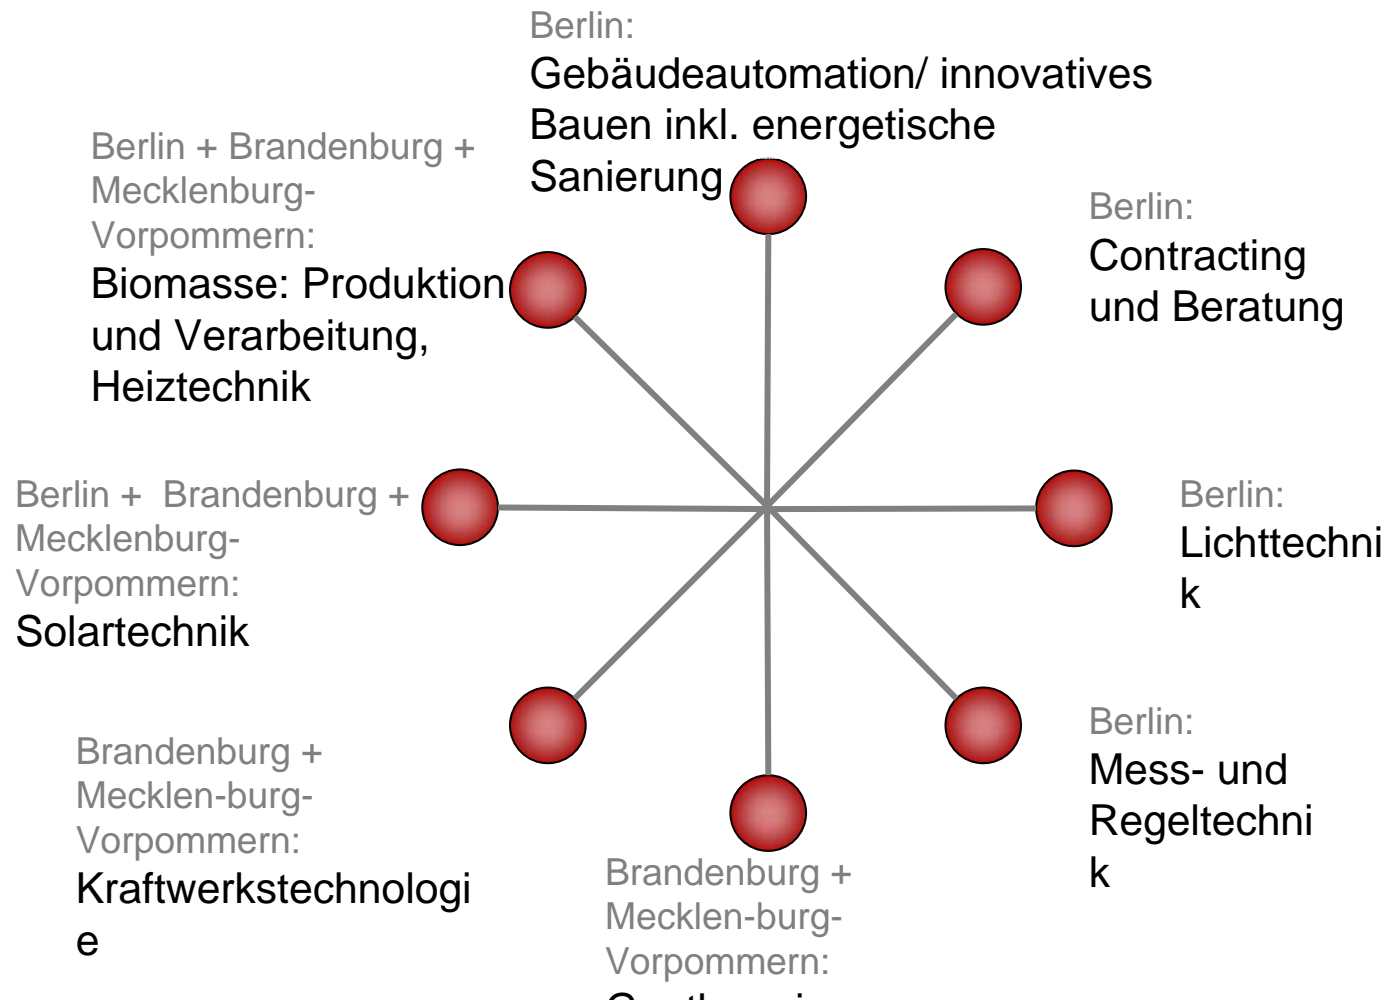 Berlin:
Gebäudeautomation/ innovatives
Bauen inkl. energetische
Sanierung
Berlin + Brandenburg +
Mecklenburg-
Vorpommern:
Biomasse: Produktion
und Verarbeitung,
Heiztechnik
Berlin:
Contracting
und Beratung
Berlin +  Brandenburg +
Mecklenburg-
Vorpommern:
Solartechnik
Berlin:
Lichttechni
k
Brandenburg +
Mecklen-burg-
Vorpommern:
Kraftwerkstechnologi
e
Berlin:
Mess- und
Regeltechni
k
Brandenburg +
Mecklen-burg-
Vorpommern: